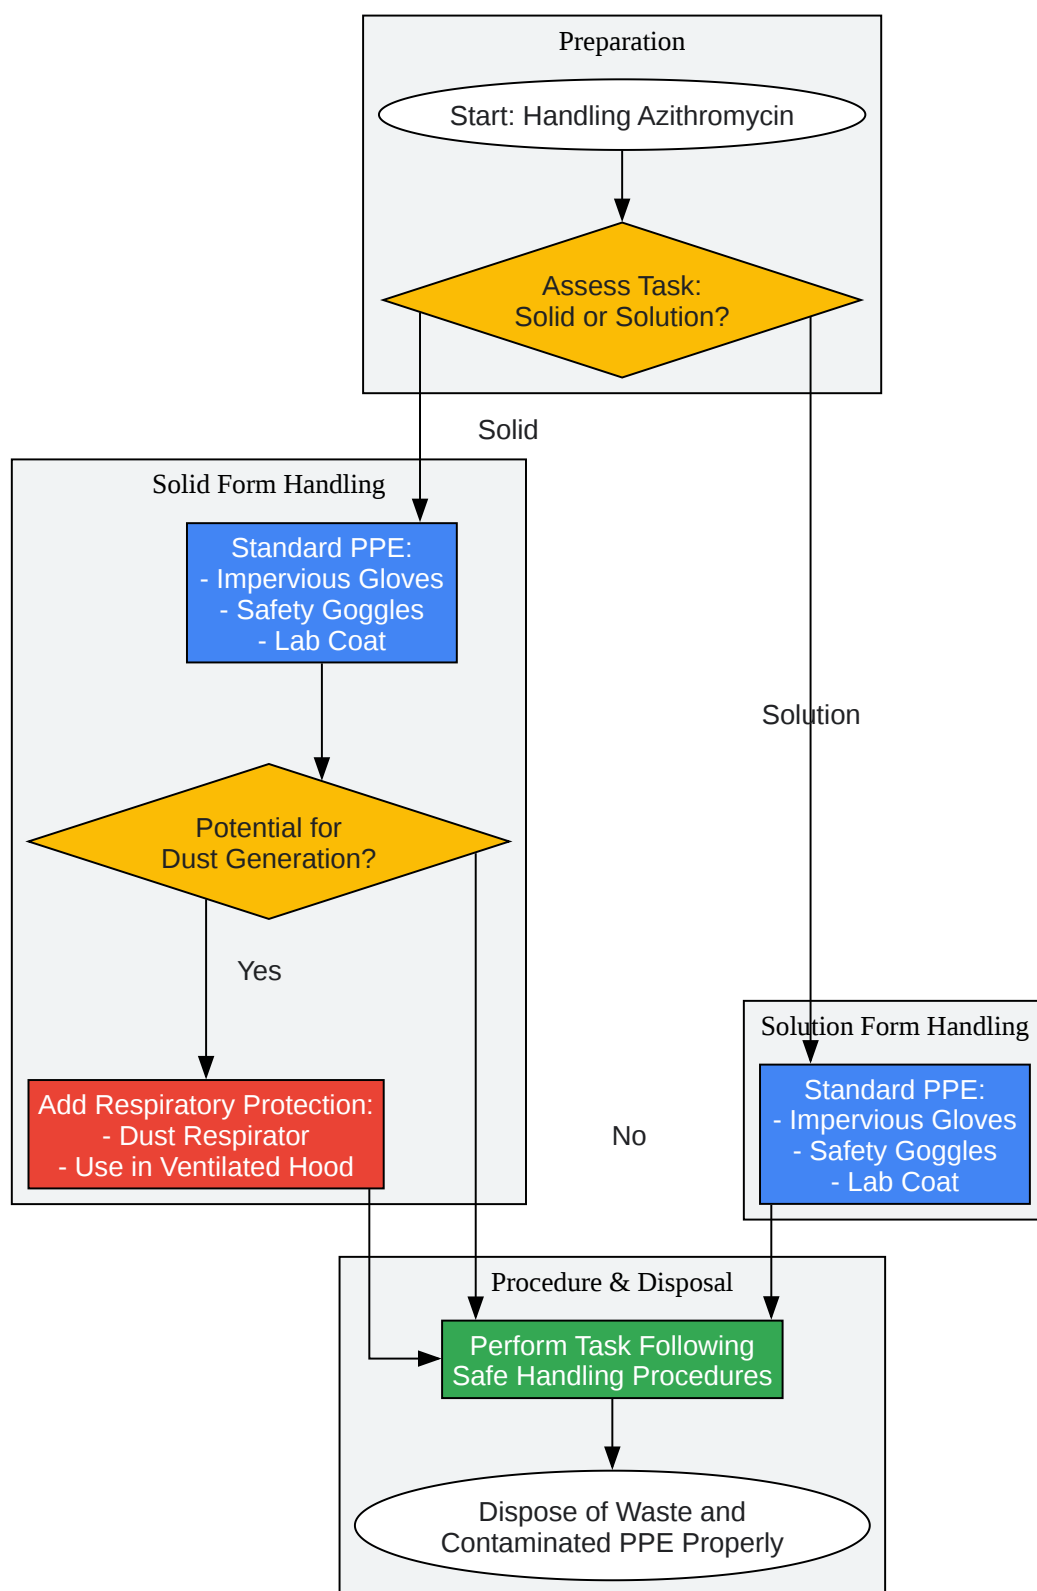 Preparation
Start: Handling Azithromycin
Assess Task:
Solid or Solution?
Solid
Solid Form Handling
Standard PPE:
- Impervious Gloves
- Safety Goggles
- Lab Coat
Solution
Potential for
Dust Generation?
Yes
Add Respiratory Protection:
- Dust Respirator
- Use in Ventilated Hood
No
Solution Form Handling
Standard PPE:
- Impervious Gloves
- Safety Goggles
- Lab Coat
Procedure & Disposal
Perform Task Following
Safe Handling Procedures
Dispose of Waste and
Contaminated PPE Properly